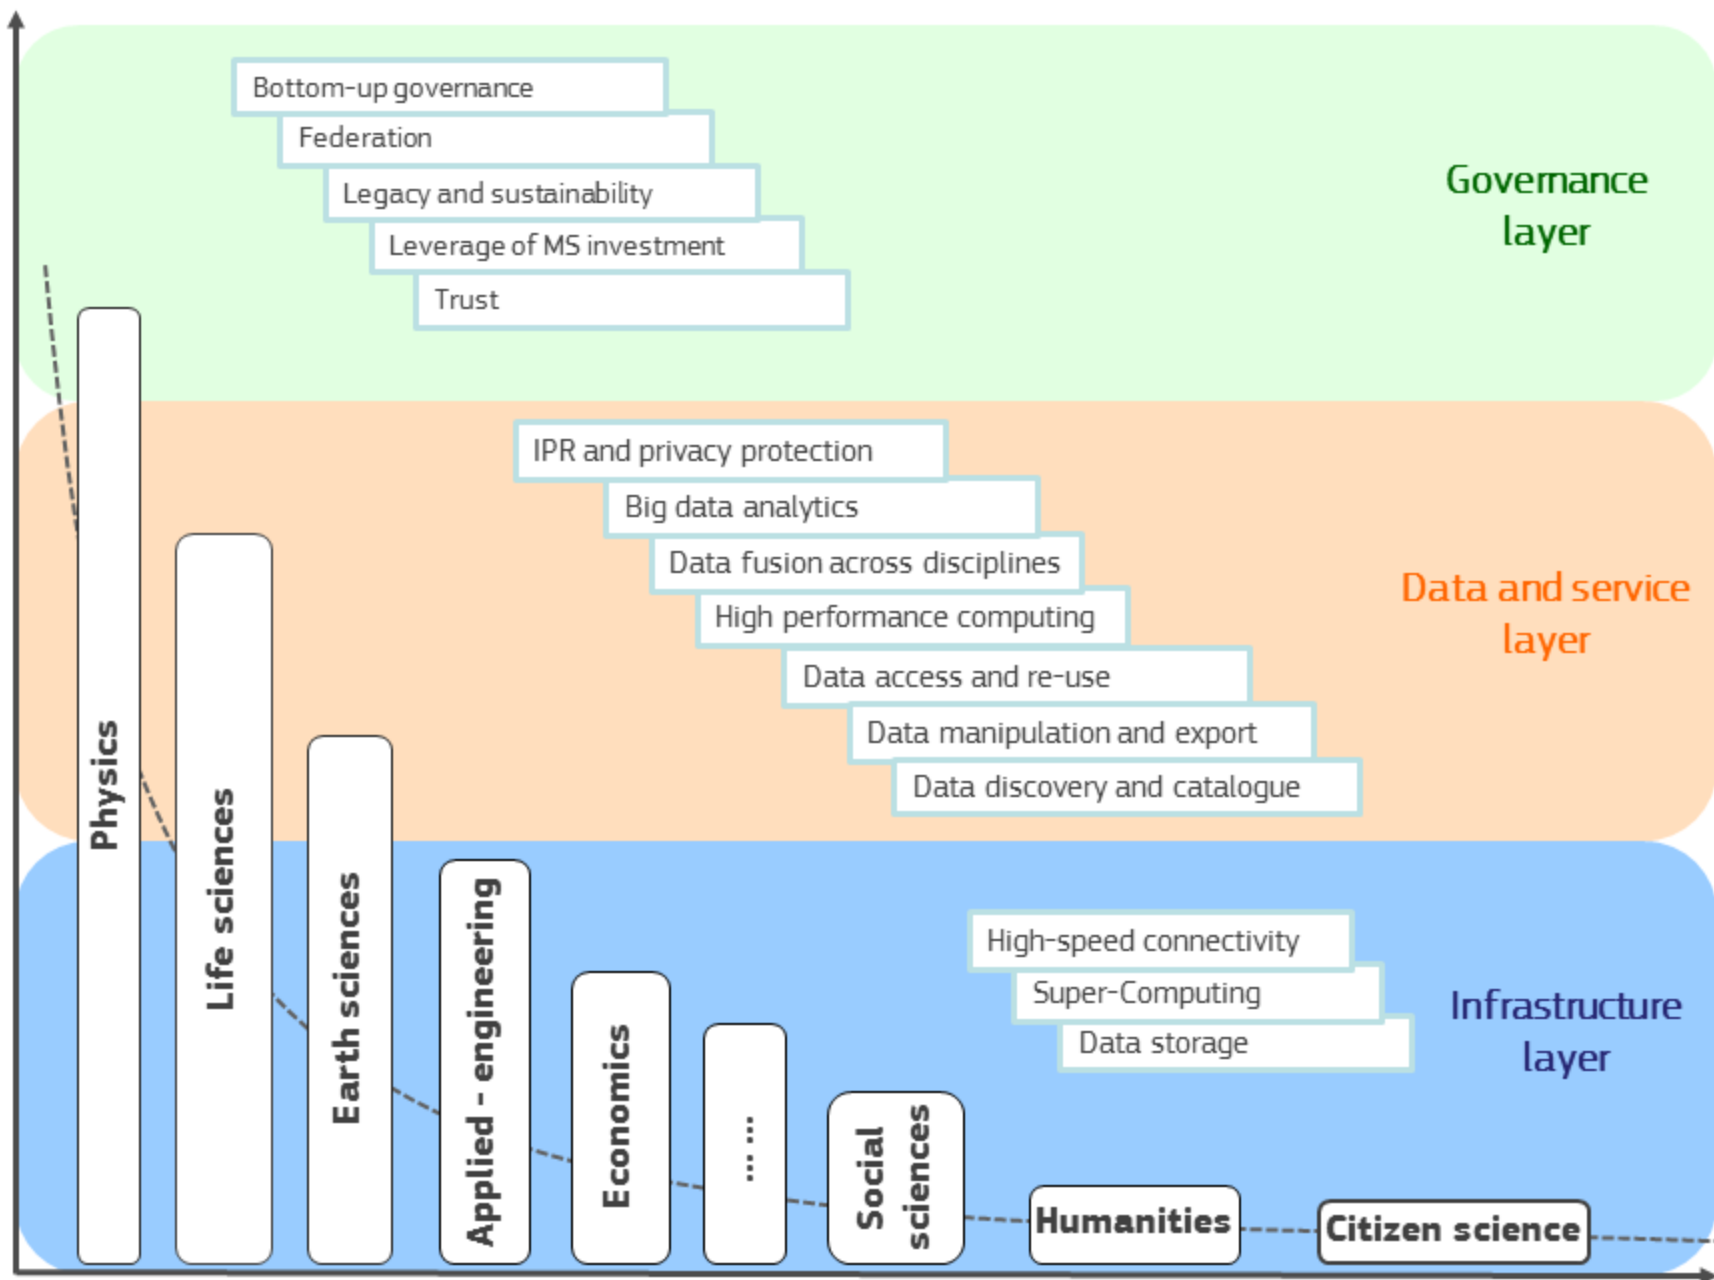 Bottom-up governance
Federation
Legacy and sustainability
Leverage of MS investment
Trust
Governance
layer
IPR and privacy protection
Big data analytics
Data fusion across disciplines
High performance computing
Data access and re-use
Data manipulation and export
Data discovery and catalogue
Data and service
layer
High-speed connectivity
Super-Computing
Data storage
Infrastructure
layer
Physics
Life sciences
Earth sciences
Applied - engineering
Economics
... ...
Social
sciences
Humanities
Citizen science